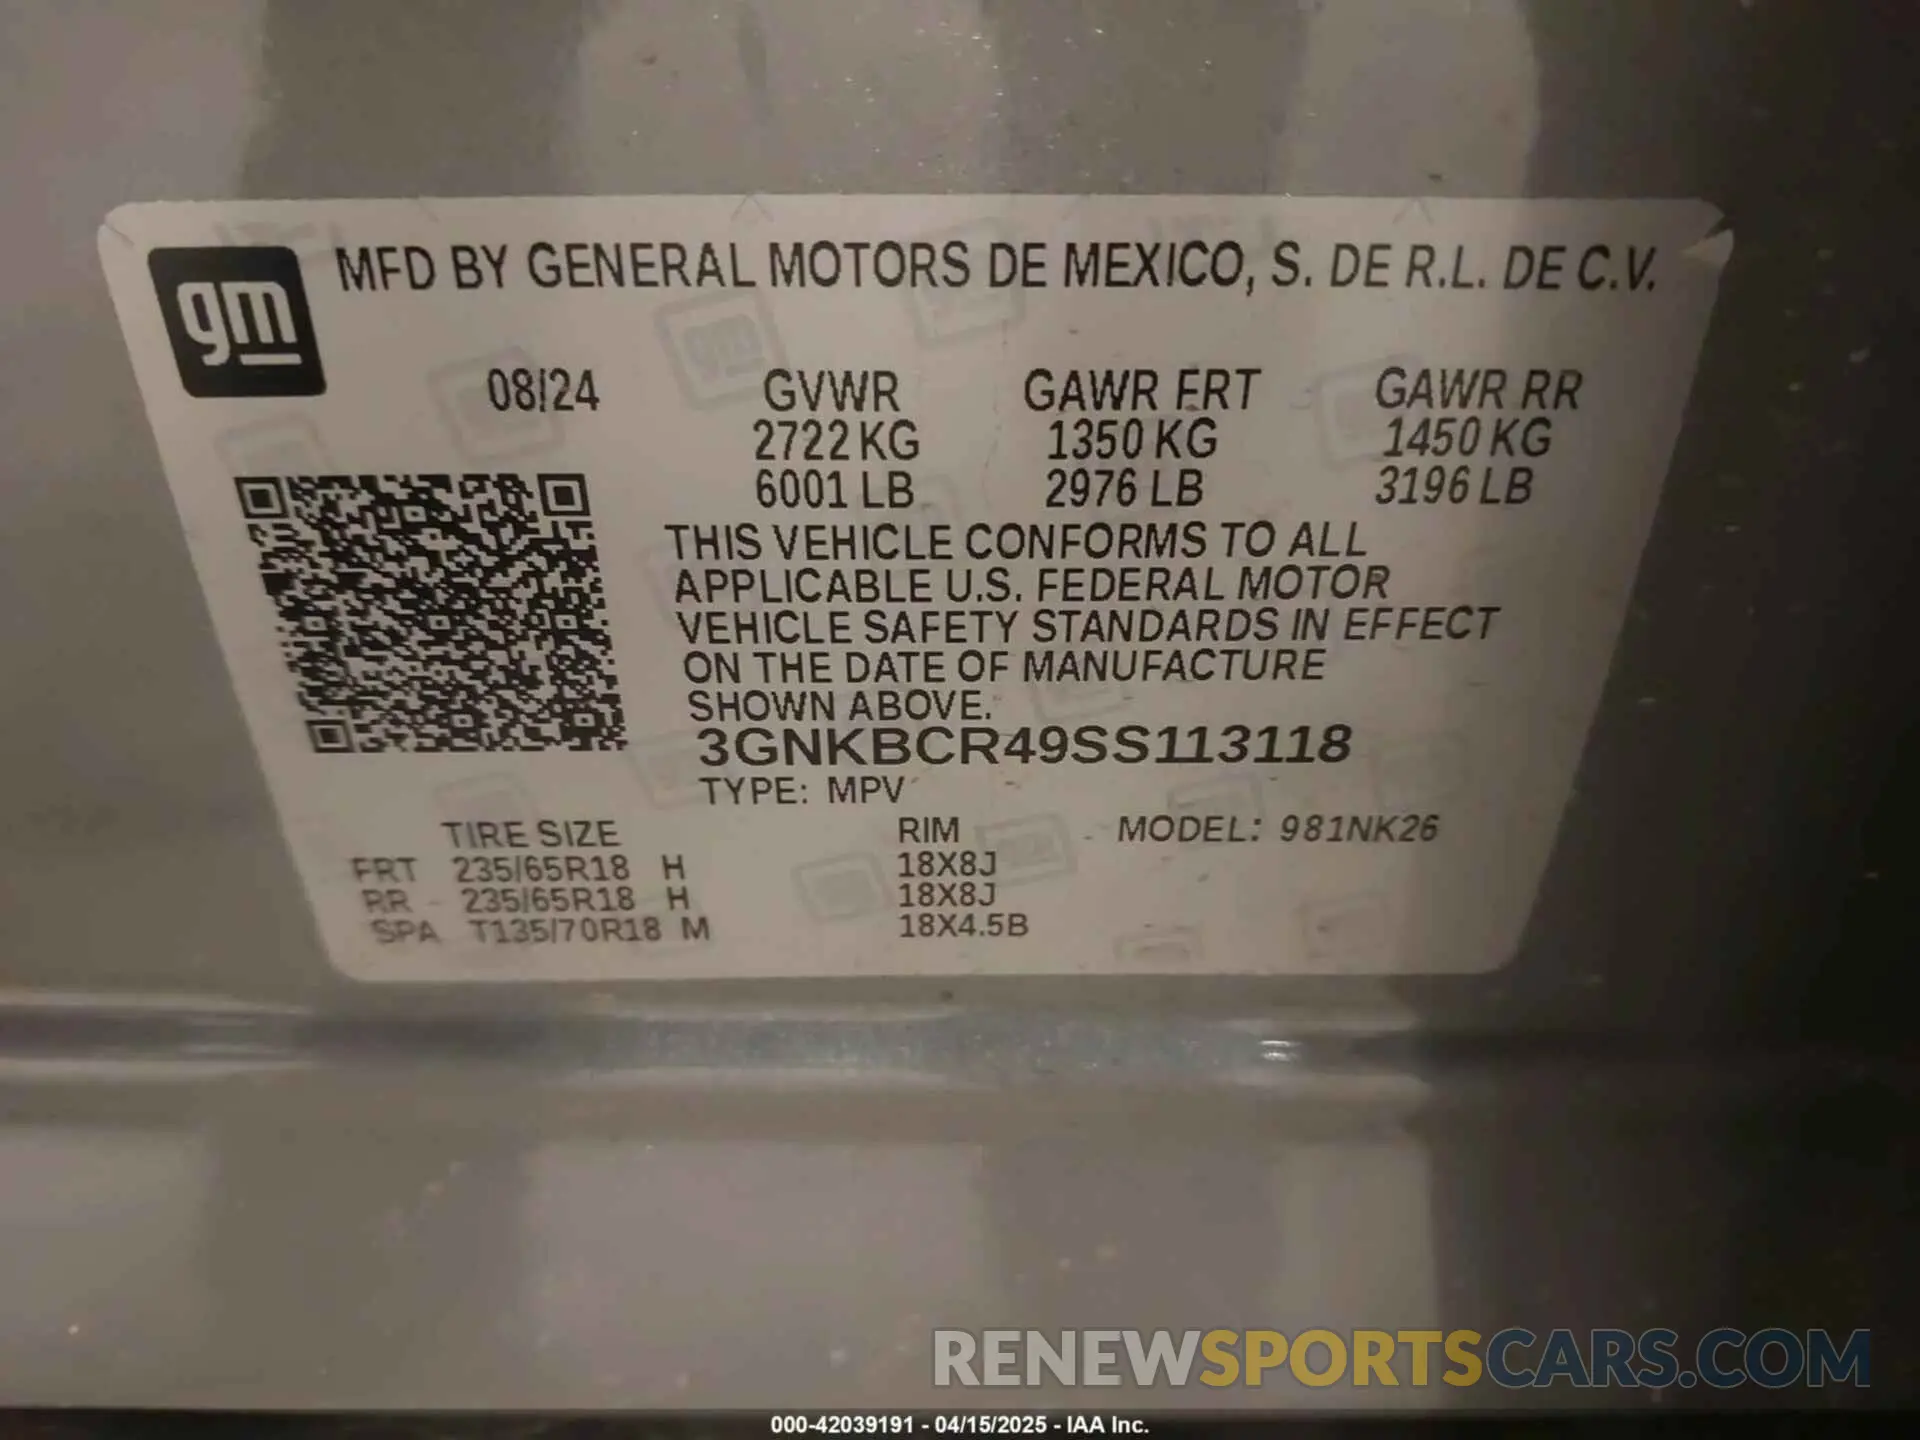 gm
MFD BY GENERAL MOTORS DE MEXICO, S. DE R.L. DE C.V.
08/24 GVWR GAWR FRT GAWR RR
2722 KG 1350 KG 1450 KG
6001 LB 2976 LB 3196 LB
THIS VEHICLE CONFORMS TO ALL
APPLICABLE U.S. FEDERAL MOTOR
VEHICLE SAFETY STANDARDS IN EFFECT
ON THE DATE OF MANUFACTURE
SHOWN ABOVE.
3GNKBCR49SS113118
TYPE: MPV
TIRE SIZE RIM MODEL: 981NK26
FRT 235/65R18 H 18X8J
RR 235/65R18 H 18X8J
SPA T135/70R18 M 18X4.5B
RENEWSPORTSCARS.COM
000-42039191 - 04/15/2025 - IAA Inc.